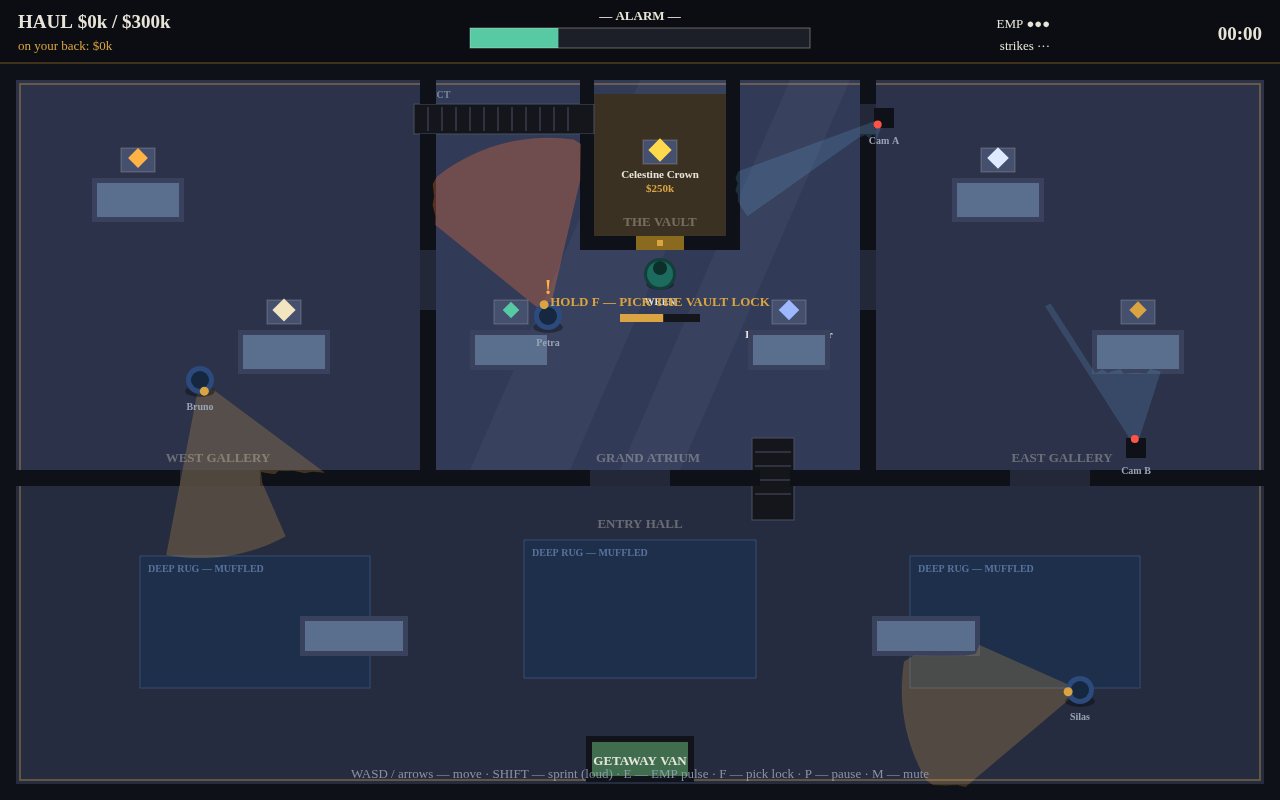 HAUL $0k / $300k
on your back: $0k
— ALARM —
EMP ●●●
strikes ···
00:00
CT
Cam A
Celestine Crown
$250k
THE VAULT
!
HOLD F — PICK THE VAULT LOCK
Petra
Bruno
WEST GALLERY
GRAND ATRIUM
EAST GALLERY
Cam B
ENTRY HALL
DEEP RUG — MUFFLED
DEEP RUG — MUFFLED
DEEP RUG — MUFFLED
Silas
GETAWAY VAN
WASD / arrows — move · SHIFT — sprint (loud) · E — EMP pulse · F — pick lock · P — pause · M — mute